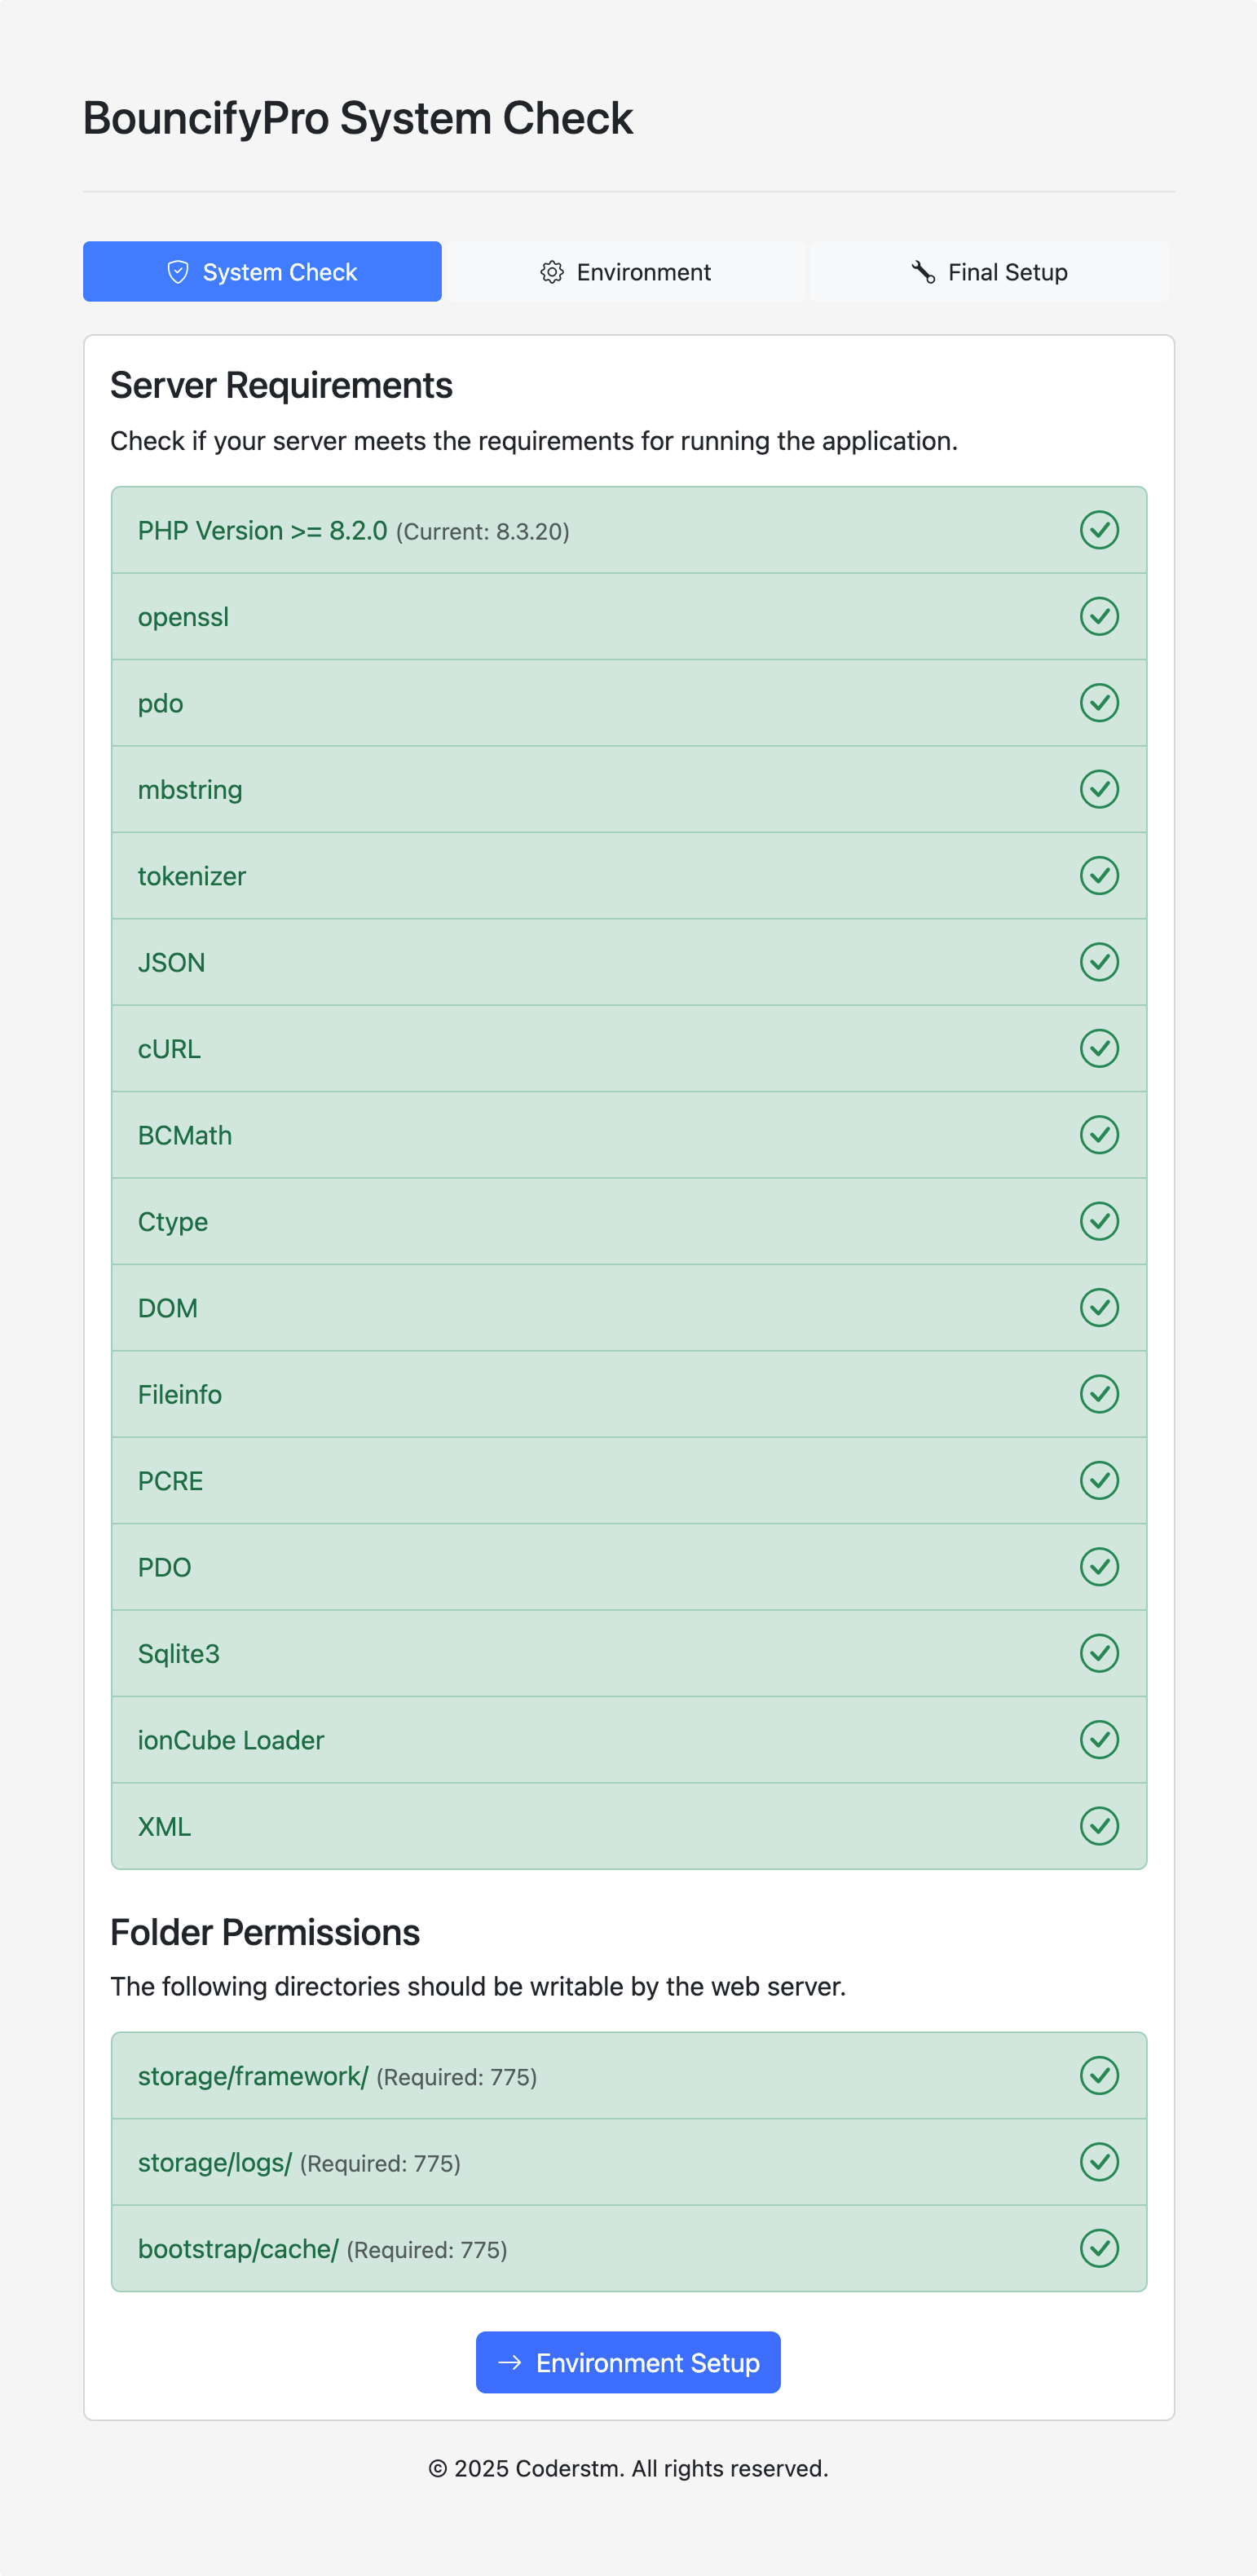 BouncifyPro System Check
System Check
Environment
Final Setup
Server Requirements
Check if your server meets the requirements for running the application.
PHP Version >= 8.2.0 (Current: 8.3.20)
openssl
pdo
mbstring
tokenizer
JSON
cURL
BCMath
Ctype
DOM
Fileinfo
PCRE
PDO
Sqlite3
ionCube Loader
XML
Folder Permissions
The following directories should be writable by the web server.
storage/framework/ (Required: 775)
storage/logs/ (Required: 775)
bootstrap/cache/ (Required: 775)
Environment Setup
© 2025 Coderstm. All rights reserved.